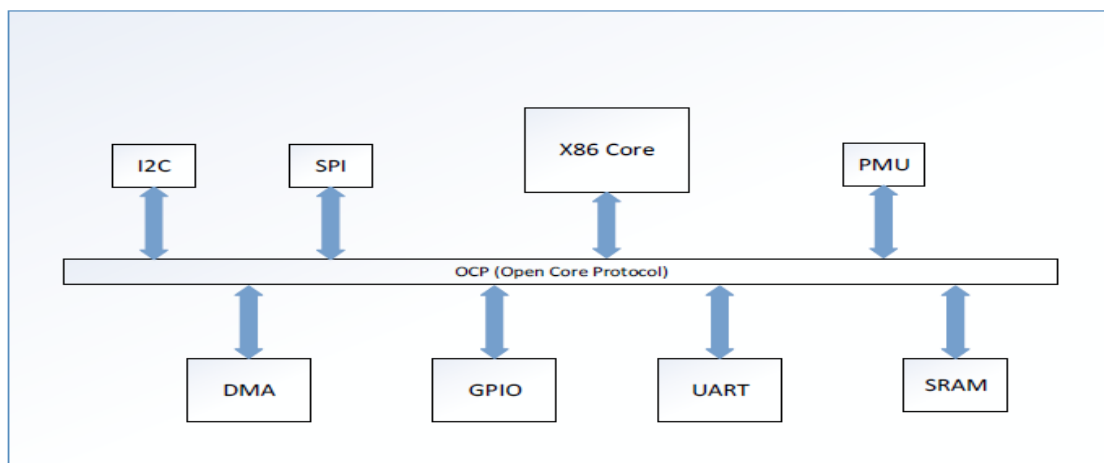 X86 Core
I2C
SPI
PMU
OCP (Open Core Protocol)
DMA
GPIO
UART
SRAM